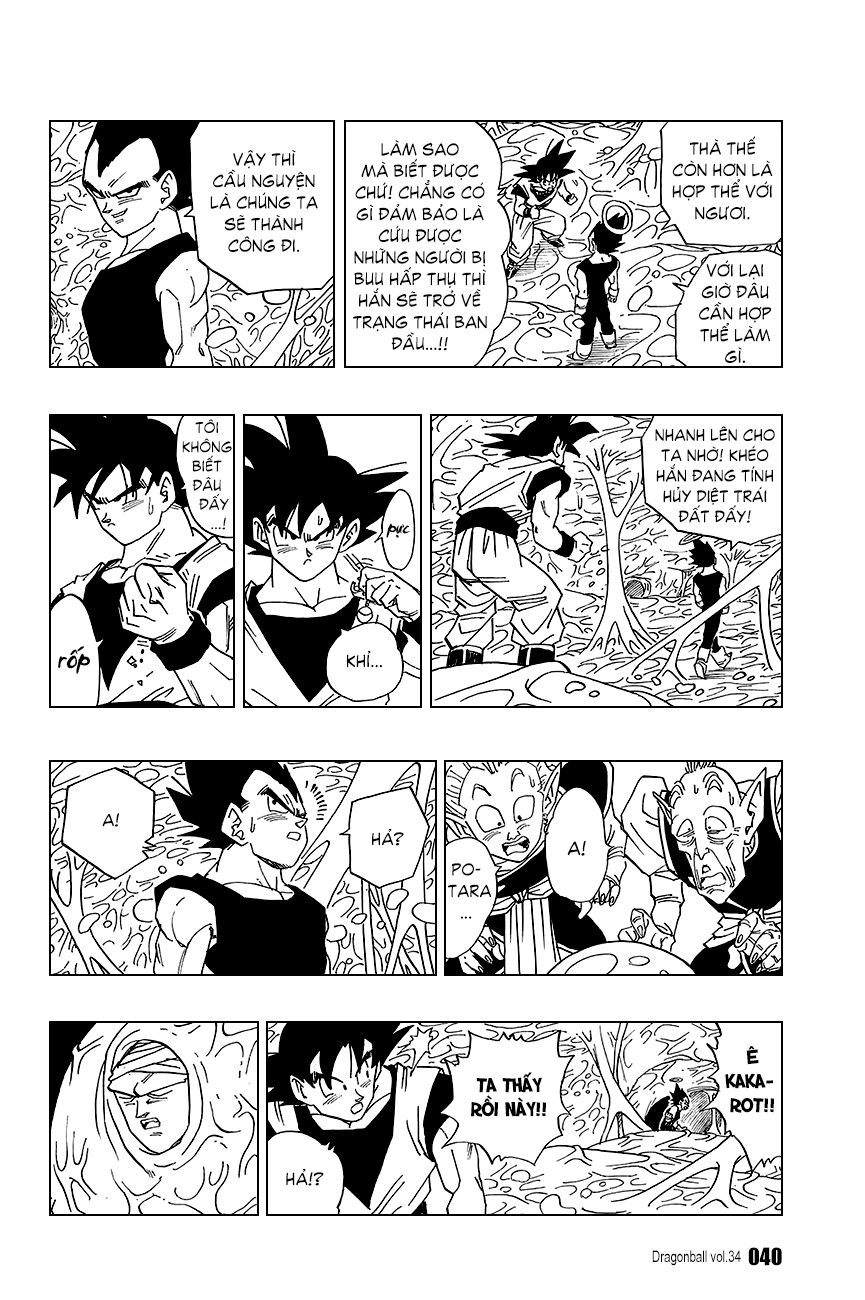 THÀ THẾ
CÒN HƠN LÀ
HỢP THỂ VỚI
NGƯƠI.
VỚI LẠI
GIỜ ĐÂU
CẦN HỢP
THỂ LÀM
GÌ.
LÀM SAO
MÀ BIẾT ĐƯỢC
CHỨ! CHẲNG CÓ
GÌ ĐẢM BẢO LÀ
CỨU ĐƯỢC
NHỮNG NGƯỜI BỊ
BUU HẤP THỤ THÌ
HẮN SẼ TRỞ VỀ
TRẠNG THÁI BAN
ĐẦU...!!
VẬY THÌ
CẦU NGUYỆN
LÀ CHÚNG TA
SẼ THÀNH
CÔNG ĐI.
NHANH LÊN CHO
TA NHỜ! KHÉO
HẮN ĐANG TÍNH
HỦY DIỆT TRÁI
ĐẤT ĐẤY!
PỰC
KHỈ...
TÔI
KHÔNG
BIẾT
ĐÂU
ĐẤY
...!
RỐP
A!
PO-
TARA
...
HẢ?
A!
Ê
KAKA-
ROT!!
TA THẤY
RỒI NÀY!!
HẢ!?
Dragonball vol.34 040